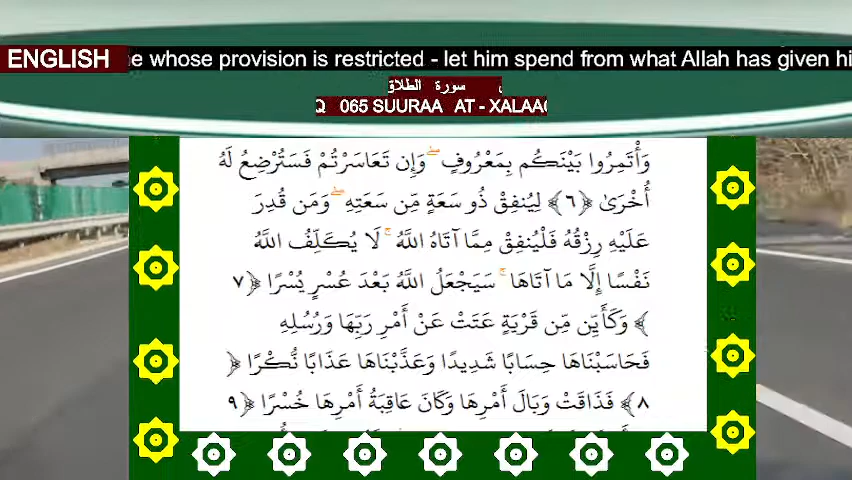 ENGLISH
whose provision is restricted - let him spend from what Allah has given
سورة الطلاق
065 SUURAA AT - XALAAQ
وَأْتَمِرُوا بَيْنَكُم بِمَعْرُوفٍ ۖ وَإِن تَعَاسَرْتُمْ فَسَتُرْضِعُ لَهُ
أُخْرَىٰ ﴿٦﴾ لِيُنفِقْ ذُو سَعَةٍ مِّن سَعَتِهِ ۖ وَمَن قُدِرَ
عَلَيْهِ رِزْقُهُ فَلْيُنفِقْ مِمَّا آتَاهُ اللَّهُ ۚ لَا يُكَلِّفُ اللَّهُ
نَفْسًا إِلَّا مَا آتَاهَا ۚ سَيَجْعَلُ اللَّهُ بَعْدَ عُسْرٍ يُسْرًا ﴿٧
﴾ وَكَأَيِّن مِّن قَرْيَةٍ عَتَتْ عَنْ أَمْرِ رَبِّهَا وَرُسُلِهِ
فَحَاسَبْنَاهَا حِسَابًا شَدِيدًا وَعَذَّبْنَاهَا عَذَابًا نُّكْرًا ﴿
٨﴾ فَذَاقَتْ وَبَالَ أَمْرِهَا وَكَانَ عَاقِبَةُ أَمْرِهَا خُسْرًا ﴿٩